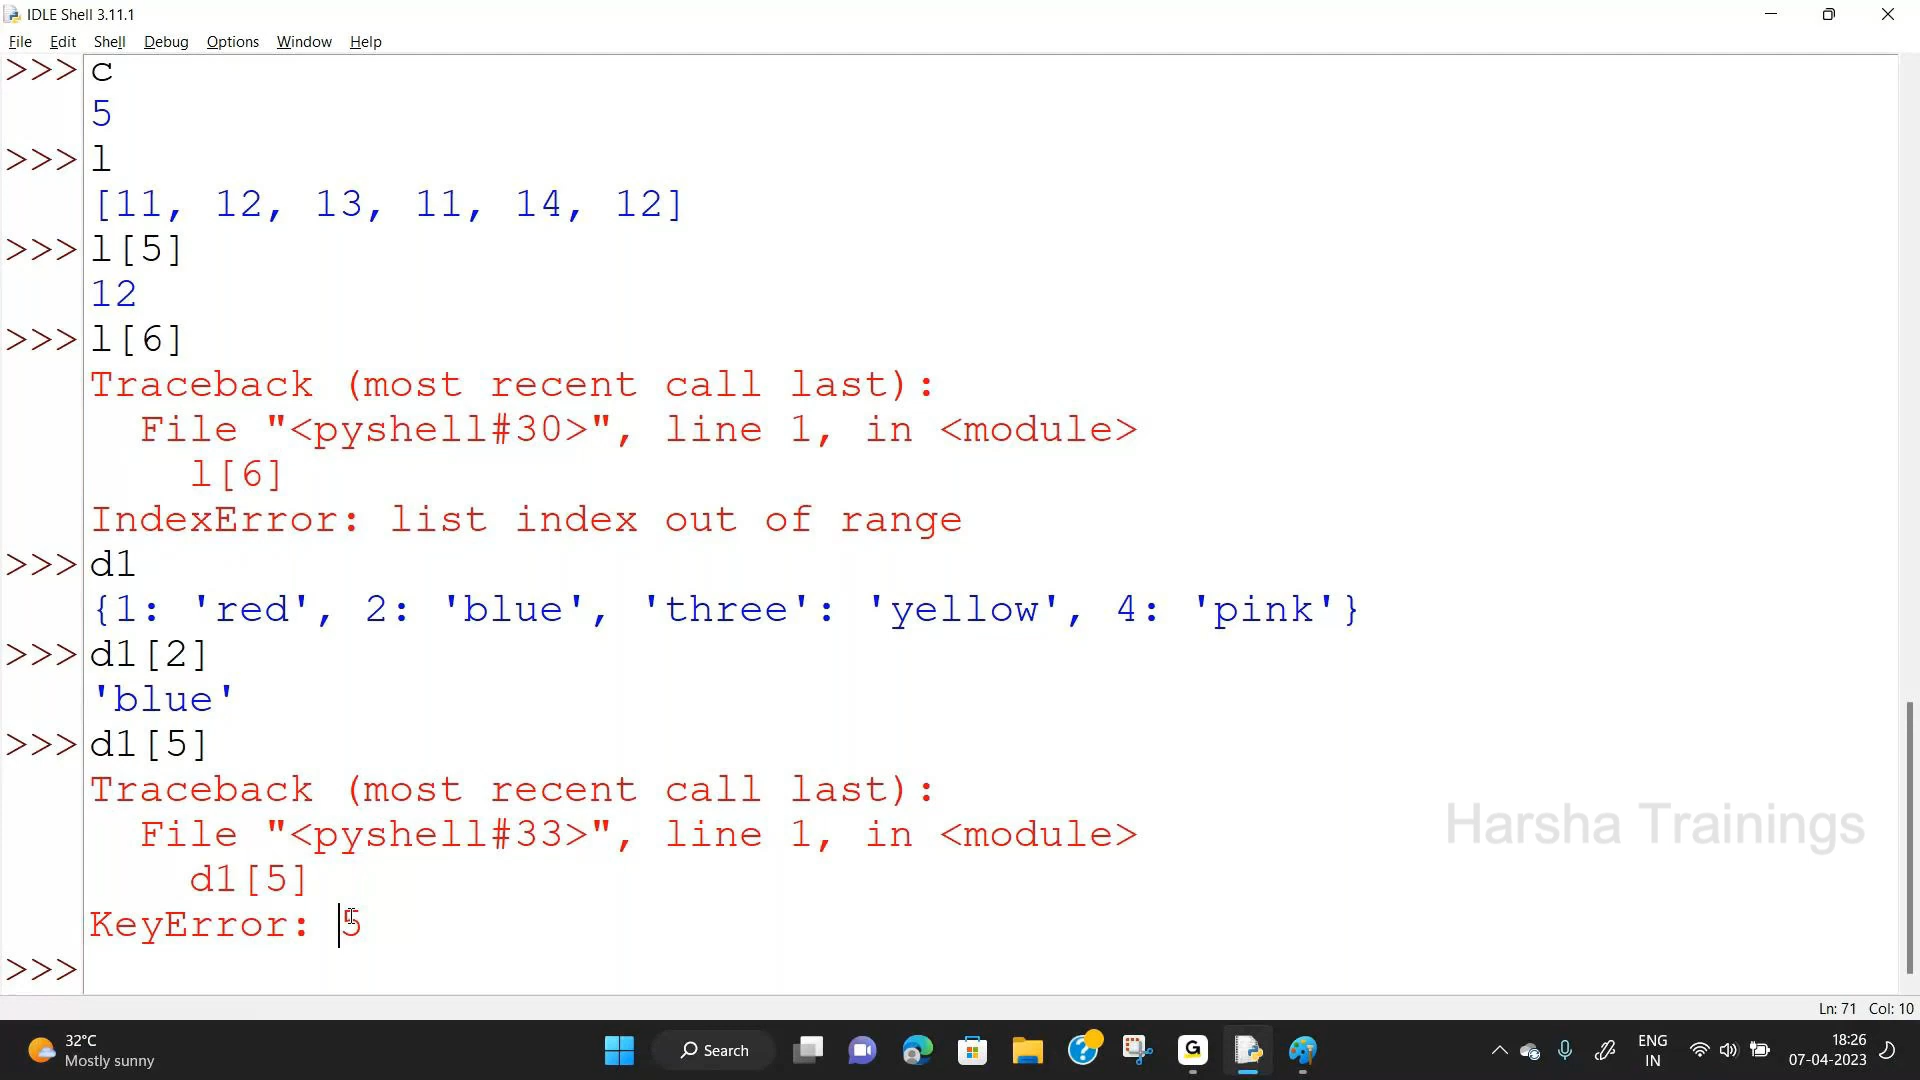 IDLE Shell 3.11.1
File Edit Shell Debug Options Window Help
>>> c
5
>>> l
[11, 12, 13, 11, 14, 12]
>>> l[5]
12
>>> l[6]
Traceback (most recent call last):
  File "<pyshell#30>", line 1, in <module>
    l[6]
IndexError: list index out of range
>>> d1
{1: 'red', 2: 'blue', 'three': 'yellow', 4: 'pink'}
>>> d1[2]
'blue'
>>> d1[5]
Traceback (most recent call last):
  File "<pyshell#33>", line 1, in <module>
    d1[5]
KeyError: 5
>>>
Harsha Trainings
Ln: 71 Col: 10
32°C
Mostly sunny
Search
G
ENG
IN
18:26
07-04-2023